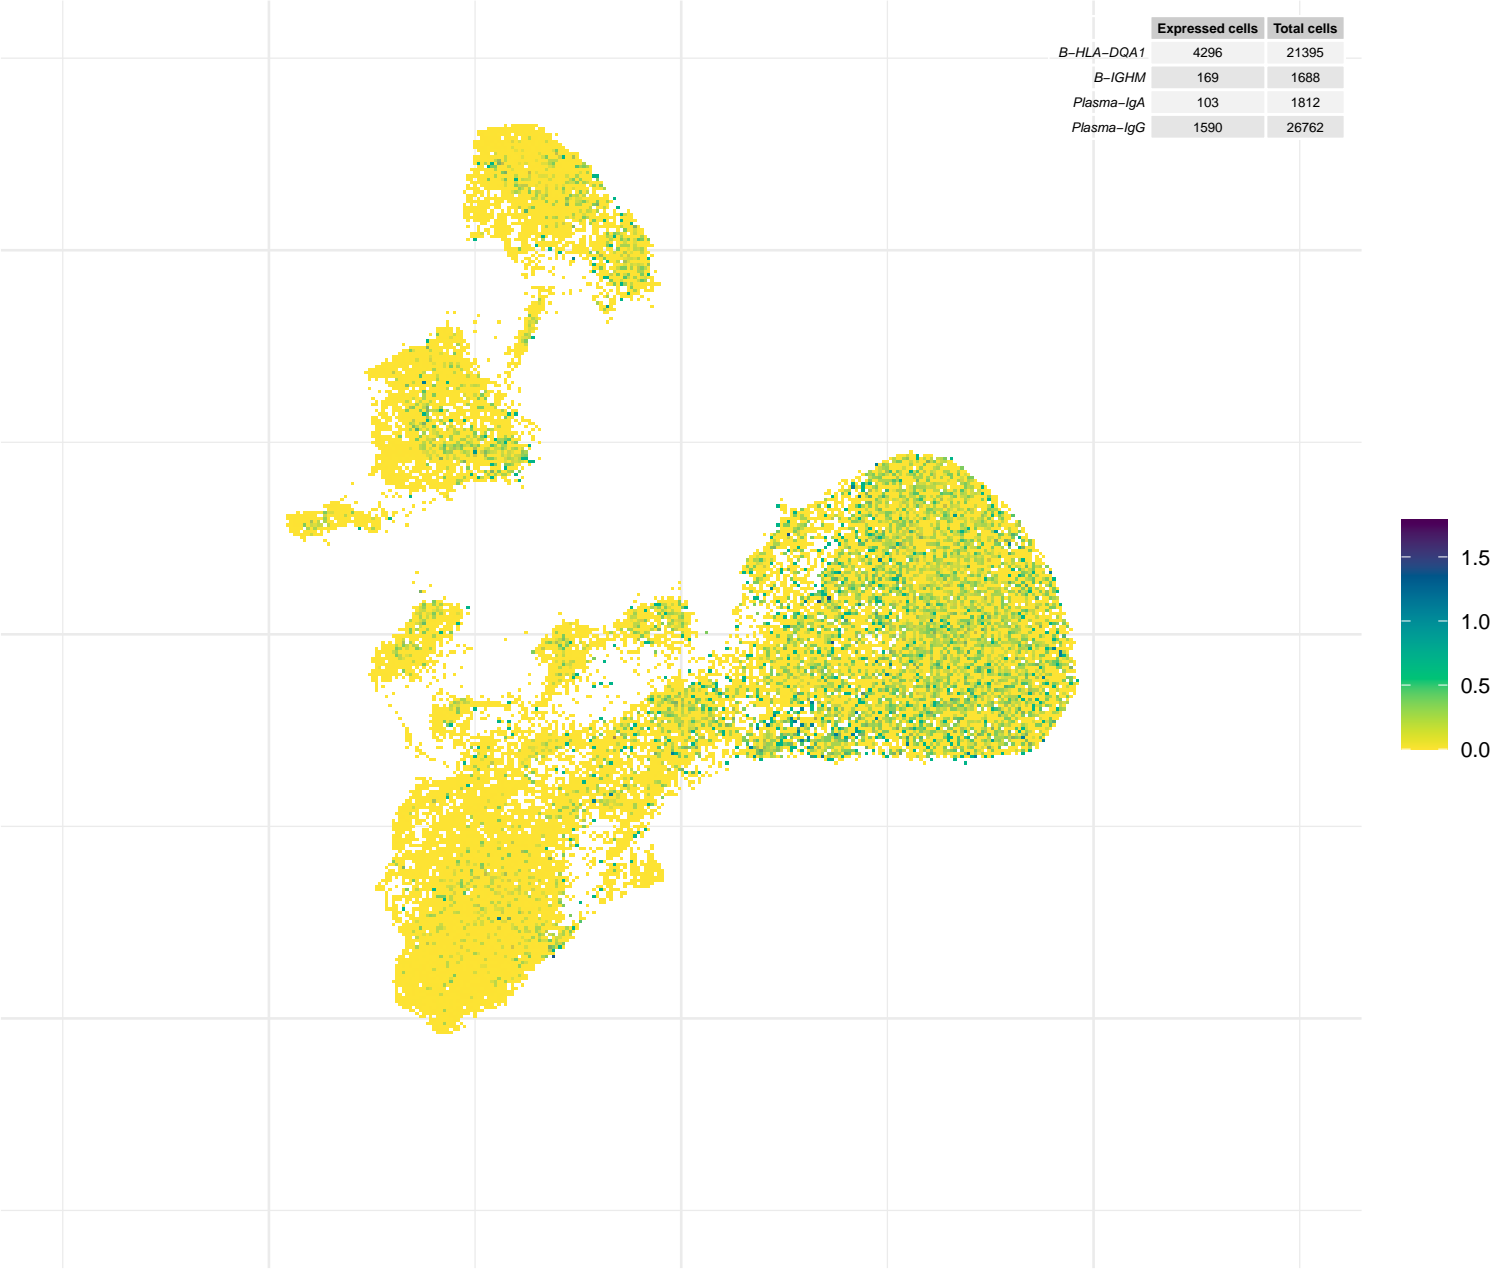 Expressed cells Total cells
B−HLA−DQA1 4296 21395
B−IGHM 169 1688
Plasma−IgA 103 1812
Plasma−IgG 1590 26762
1.5
1.0
0.5
0.0